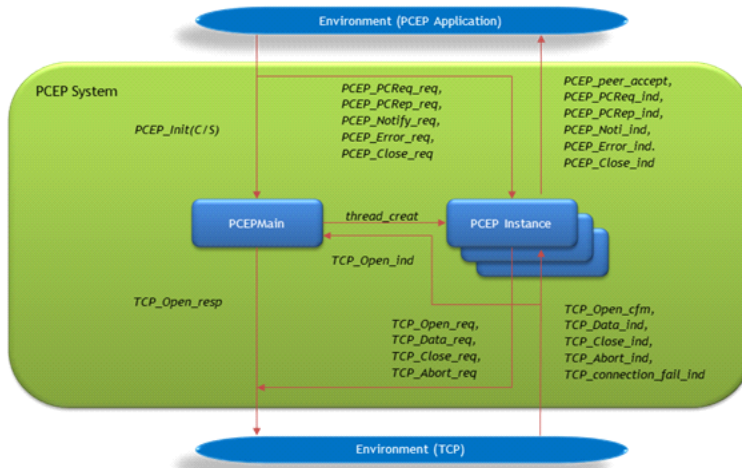 Environment (PCEP Application)
PCEP System
PCEP_Init(C/S)
PCEP_PCReq_req,
PCEP_PCRep_req,
PCEP_Notify_req,
PCEP_Error_req,
PCEP_Close_req
PCEP_peer_accept,
PCEP_PCReq_ind,
PCEP_PCRep_ind,
PCEP_Noti_ind,
PCEP_Error_ind.
PCEP_Close_ind
PCEPMain
thread_creat
PCEP Instance
TCP_Open_ind
TCP_Open_resp
TCP_Open_req,
TCP_Data_req,
TCP_Close_req,
TCP_Abort_req
TCP_Open_cfm,
TCP_Data_ind,
TCP_Close_ind,
TCP_Abort_ind,
TCP_connection_fail_ind
Environment (TCP)